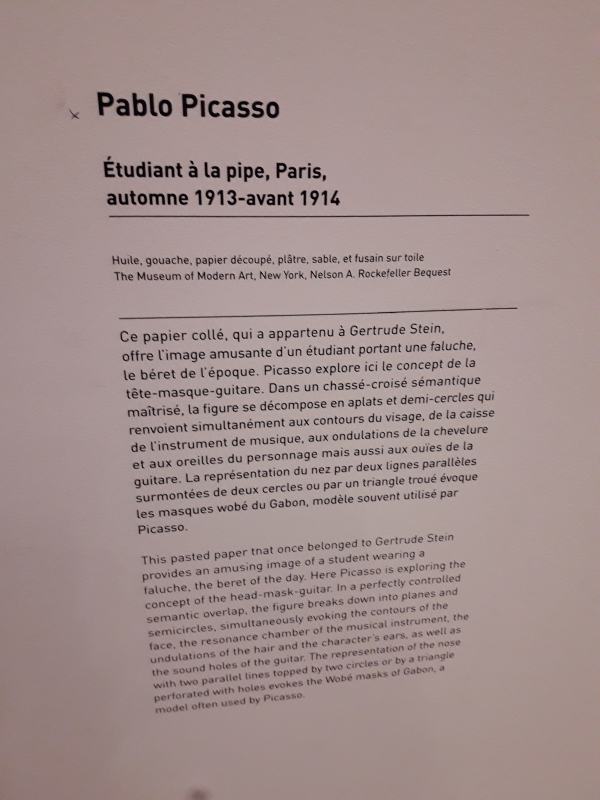 Pablo Picasso
Étudiant à la pipe, Paris,
automne 1913-avant 1914
Huile, gouache, papier découpé, plâtre, sable, et fusain sur toile
The Museum of Modern Art, New York, Nelson A. Rockefeller Bequest
Ce papier collé, qui a appartenu à Gertrude Stein,
offre l'image amusante d'un étudiant portant une faluche,
le béret de l'époque. Picasso explore ici le concept de la
tête-masque-guitare. Dans un chassé-croisé sémantique
maîtrisé, la figure se décompose en aplats et demi-cercles qui
renvoient simultanément aux contours du visage, de la caisse
de l'instrument de musique, aux ondulations de la chevelure
et aux oreilles du personnage mais aussi aux ouïes de la
guitare. La représentation du nez par deux lignes parallèles
surmontées de deux cercles ou par un triangle troué évoque
les masques wobé du Gabon, modèle souvent utilisé par
Picasso.
This pasted paper tnat once belonged to Gertrude Stein
provides an amusing image of a student wearing a
faluche, the beret of the day. Here Picasso is exploring the
concept of the head-mask-guitar. In a perfectly controlled
semantic overlap, the figure breaks down into planes and
semicircles, simultaneously evoking the contours of the
face, the resonance chamber of the musical instrument, the
undulations of the hair and the character's ears, as well as
the sound holes of the guitar. The representation of the nose
with two parallel lines topped by two circles or by a triangle
perforated with holes evokes the Wobé masks of Gabon, a
model often used by Picasso.